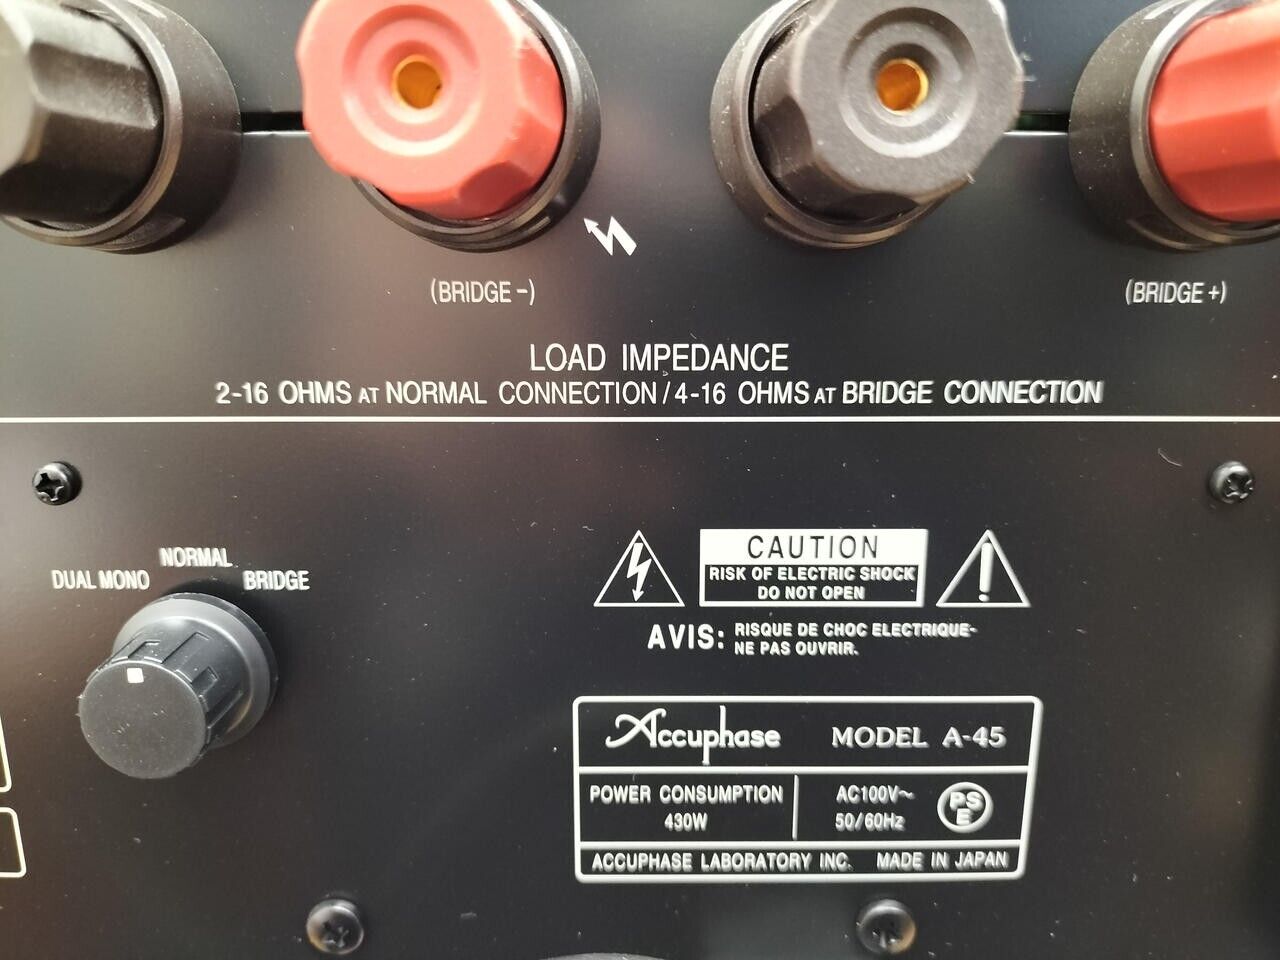 (BRIDGE -)
(BRIDGE +)
LOAD IMPEDANCE
2-16 OHMS AT NORMAL CONNECTION / 4-16 OHMS AT BRIDGE CONNECTION
DUAL MONO
NORMAL
BRIDGE
CAUTION
RISK OF ELECTRIC SHOCK
DO NOT OPEN
AVIS: RISQUE DE CHOC ELECTRIQUE-
NE PAS OUVRIR.
Accuphase MODEL A-45
POWER CONSUMPTION
430W
AC100V~
50/60Hz
PS
E
ACCUPHASE LABORATORY INC. MADE IN JAPAN